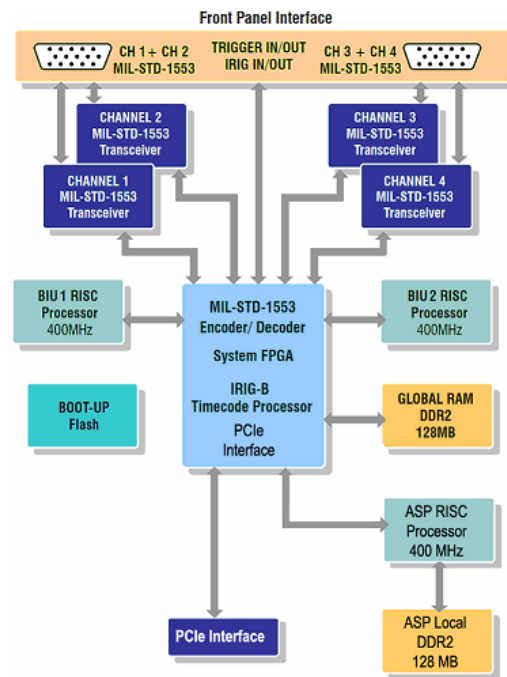 Front Panel Interface
CH 1 + CH 2
MIL-STD-1553
TRIGGER IN/OUT
IRIG IN/OUT
CH 3 + CH 4
MIL-STD-1553
CHANNEL 2
MIL-STD-1553
Transceiver
CHANNEL 1
MIL-STD-1553
Transceiver
CHANNEL 3
MIL-STD-1553
Transceiver
CHANNEL 4
MIL-STD-1553
Transceiver
BIU 1 RISC
Processor
400MHz
MIL-STD-1553
Encoder/ Decoder
System FPGA
IRIG-B
Timecode Processor
PCIe
Interface
BIU 2 RISC
Processor
400MHz
BOOT-UP
Flash
GLOBAL RAM
DDR2
128MB
ASP RISC
Processor
400 MHz
PCIe Interface
ASP Local
DDR2
128 MB